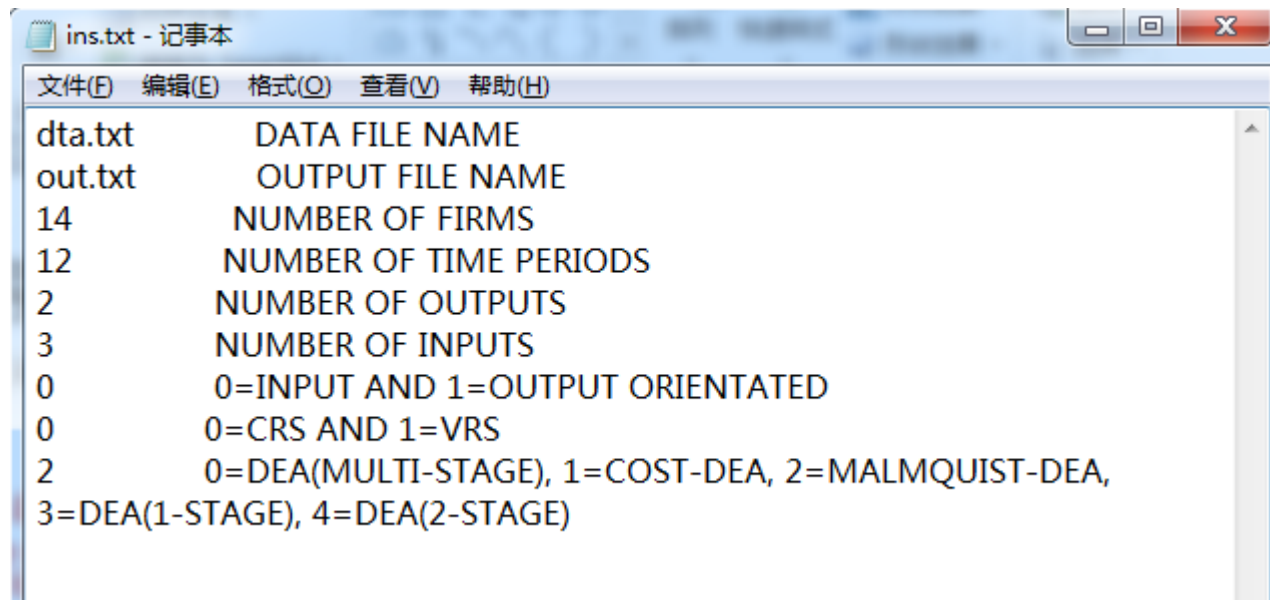 ins.txt - 记事本
文件(F) 编辑(E) 格式(O) 查看(V) 帮助(H)
dta.txt DATA FILE NAME
out.txt OUTPUT FILE NAME
14 NUMBER OF FIRMS
12 NUMBER OF TIME PERIODS
2 NUMBER OF OUTPUTS
3 NUMBER OF INPUTS
0 0=INPUT AND 1=OUTPUT ORIENTATED
0 0=CRS AND 1=VRS
2 0=DEA(MULTI-STAGE), 1=COST-DEA, 2=MALMQUIST-DEA,
3=DEA(1-STAGE), 4=DEA(2-STAGE)